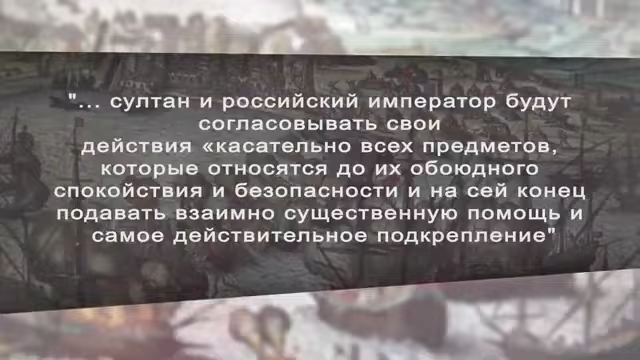 "... султан и российский император будут
согласовывать свои
действия «касательно всех предметов,
которые относятся до их обоюдного
спокойствия и безопасности и на сей конец
подавать взаимно существенную помощь и
самое действительное подкрепление"